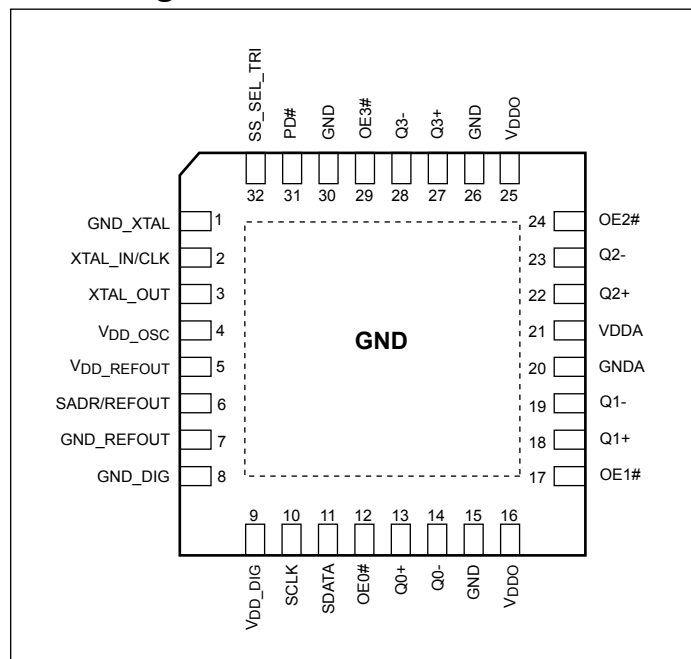 SS_SEL_TRI
PD#
GND
OE3#
Q3-
Q3+
GND
VDDO
32
31
30
29
28
27
26
25
GND_XTAL 1
XTAL_IN/CLK 2
XTAL_OUT 3
VDD_OSC 4
VDD_REFOUT 5
SADR/REFOUT 6
GND_REFOUT 7
GND_DIG 8
GND
24 OE2#
23 Q2-
22 Q2+
21 VDDA
20 GNDA
19 Q1-
18 Q1+
17 OE1#
9
10
11
12
13
14
15
16
VDD_DIG
SCLK
SDATA
OE0#
Q0+
Q0-
GND
VDDO